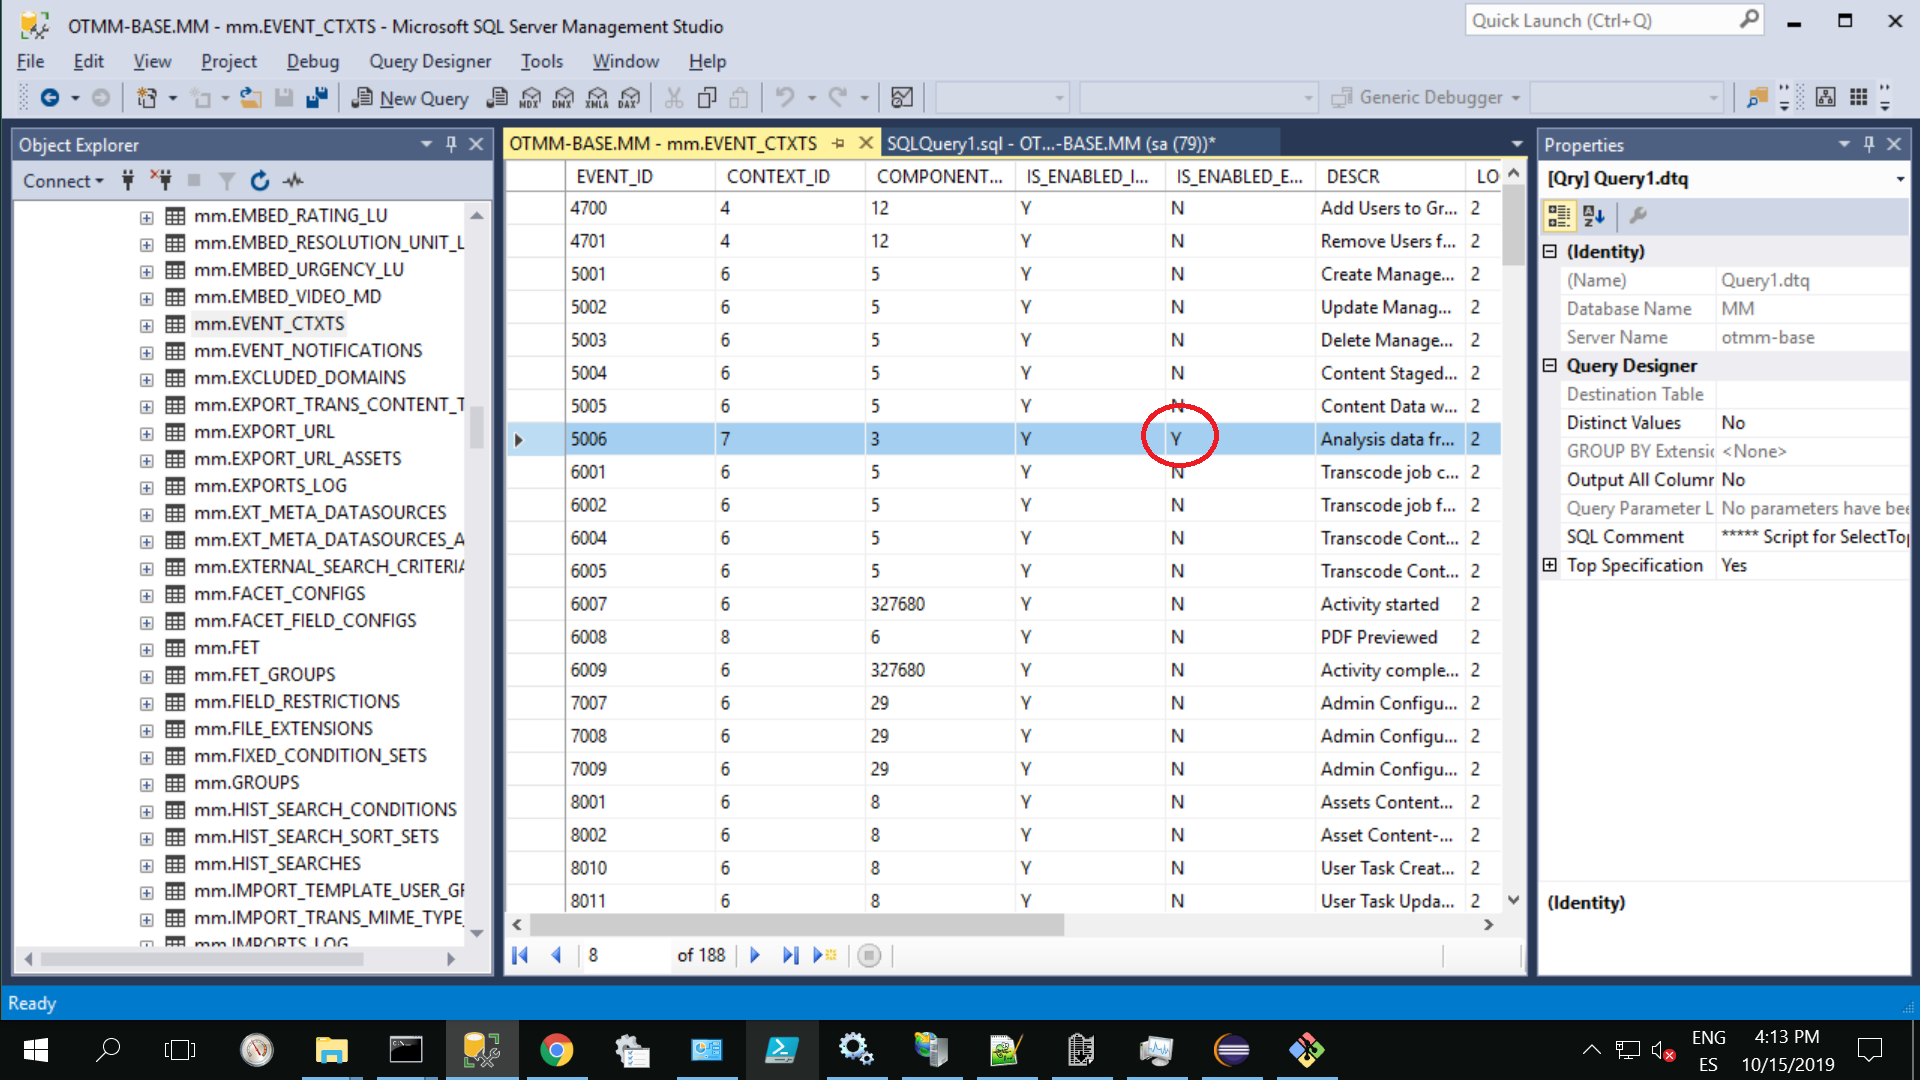 OTMM-BASE.MM - mm.EVENT_CTXTS - Microsoft SQL Server Management Studio
Quick Launch (Ctrl+Q)
File Edit View Project Debug Query Designer Tools Window Help
New Query MDX DMX XMLA DAX Generic Debugger
Object Explorer
Connect
mm.EMBED_RATING_LU
mm.EMBED_RESOLUTION_UNIT_L
mm.EMBED_URGENCY_LU
mm.EMBED_VIDEO_MD
mm.EVENT_CTXTS
mm.EVENT_NOTIFICATIONS
mm.EXCLUDED_DOMAINS
mm.EXPORT_TRANS_CONTENT_T
mm.EXPORT_URL
mm.EXPORT_URL_ASSETS
mm.EXPORTS_LOG
mm.EXT_META_DATASOURCES
mm.EXT_META_DATASOURCES_A
mm.EXTERNAL_SEARCH_CRITERIA
mm.FACET_CONFIGS
mm.FACET_FIELD_CONFIGS
mm.FET
mm.FET_GROUPS
mm.FIELD_RESTRICTIONS
mm.FILE_EXTENSIONS
mm.FIXED_CONDITION_SETS
mm.GROUPS
mm.HIST_SEARCH_CONDITIONS
mm.HIST_SEARCH_SORT_SETS
mm.HIST_SEARCHES
mm.IMPORT_TEMPLATE_USER_GF
mm.IMPORT_TRANS_MIME_TYPE_
mm.IMPORTS_LOG
OTMM-BASE.MM - mm.EVENT_CTXTS SQLQuery1.sql - OT...-BASE.MM (sa (79))*
EVENT_ID CONTEXT_ID COMPONENT... IS_ENABLED_I... IS_ENABLED_E... DESCR LO
4700 4 12 Y N Add Users to Gr... 2
4701 4 12 Y N Remove Users f... 2
5001 6 5 Y N Create Manage... 2
5002 6 5 Y N Update Manag... 2
5003 6 5 Y N Delete Manage... 2
5004 6 5 Y N Content Staged... 2
5005 6 5 Y N Content Data w... 2
5006 7 3 Y Y Analysis data fr... 2
6001 6 5 Y N Transcode job c... 2
6002 6 5 Y N Transcode job f... 2
6004 6 5 Y N Transcode Cont... 2
6005 6 5 Y N Transcode Cont... 2
6007 6 327680 Y N Activity started 2
6008 8 6 Y N PDF Previewed 2
6009 6 327680 Y N Activity comple... 2
7007 6 29 Y N Admin Configu... 2
7008 6 29 Y N Admin Configu... 2
7009 6 29 Y N Admin Configu... 2
8001 6 8 Y N Assets Content... 2
8002 6 8 Y N Asset Content-... 2
8010 6 8 Y N User Task Creat... 2
8011 6 8 Y N User Task Upda... 2
8 of 188
Properties
[Qry] Query1.dtq
(Identity)
(Name) Query1.dtq
Database Name MM
Server Name otmm-base
Query Designer
Destination Table
Distinct Values No
GROUP BY Extensi <None>
Output All Column No
Query Parameter L No parameters have bee
SQL Comment ***** Script for SelectTop
Top Specification Yes
(Identity)
Ready
ENG
ES
4:13 PM
10/15/2019